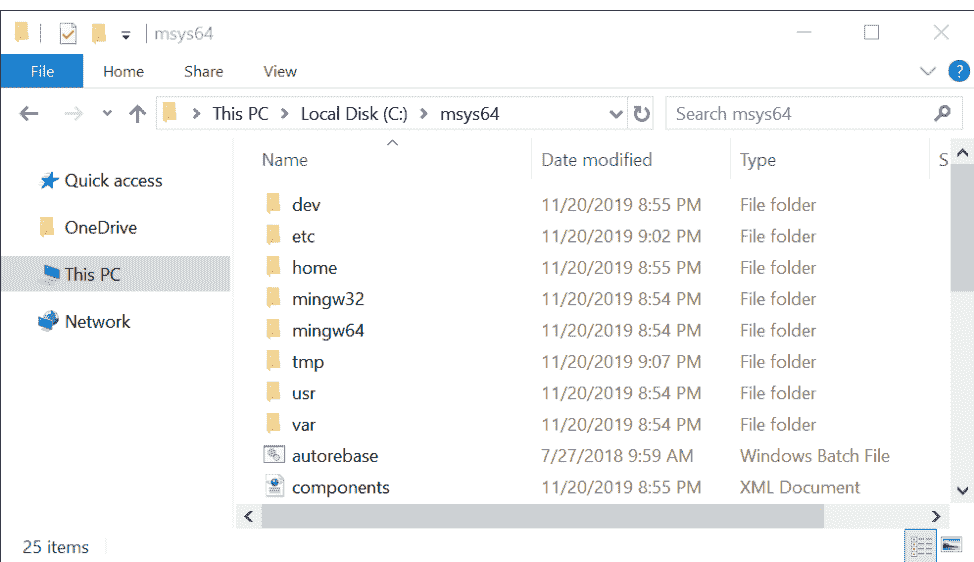 msys64
File Home Share View
This PC Local Disk (C:) msys64 Search msys64
Name Date modified Type S
Quick access
OneDrive
This PC
Network
dev 11/20/2019 8:55 PM File folder
etc 11/20/2019 9:02 PM File folder
home 11/20/2019 8:55 PM File folder
mingw32 11/20/2019 8:54 PM File folder
mingw64 11/20/2019 8:54 PM File folder
tmp 11/20/2019 9:07 PM File folder
usr 11/20/2019 8:54 PM File folder
var 11/20/2019 8:54 PM File folder
autorebase 7/27/2018 9:59 AM Windows Batch File
components 11/20/2019 8:55 PM XML Document
25 items